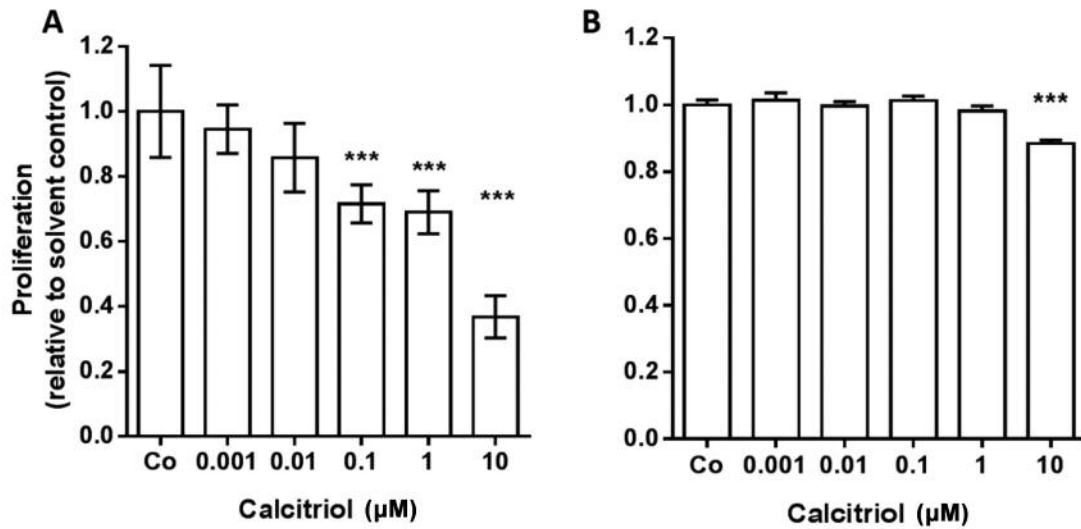 A
Proliferation
(relative to solvent control)
1.2
1.0
0.8
0.6
0.4
0.2
0.0
***
***
***
Co 0.001 0.01 0.1 1 10
Calcitriol (µM)
B
1.2
1.0
0.8
0.6
0.4
0.2
0.0
***
Co 0.001 0.01 0.1 1 10
Calcitriol (µM)